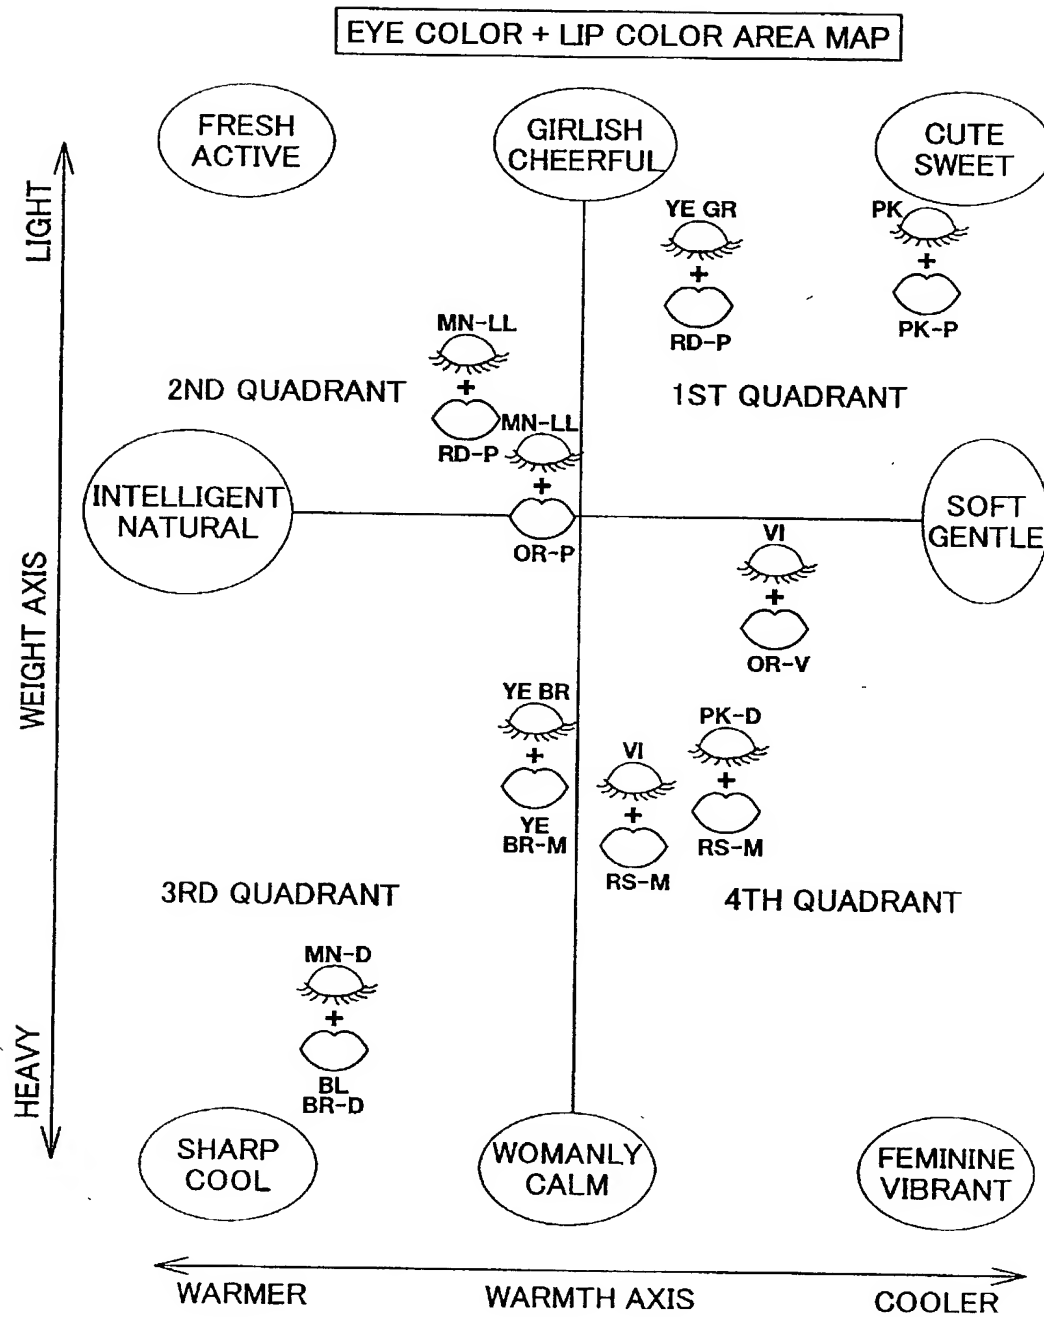 EYE COLOR + LIP COLOR AREA MAP
FRESH
ACTIVE
GIRLISH
CHEERFUL
CUTE
SWEET
LIGHT
YE GR
+
RD-P
PK
+
PK-P
MN-LL
+
RD-P
2ND QUADRANT
1ST QUADRANT
MN-LL
+
OR-P
INTELLIGENT
NATURAL
SOFT
GENTLE
WEIGHT AXIS
VI
+
OR-V
YE BR
+
YE
BR-M
VI
+
RS-M
PK-D
+
RS-M
3RD QUADRANT
4TH QUADRANT
MN-D
+
BL
BR-D
HEAVY
SHARP
COOL
WOMANLY
CALM
FEMININE
VIBRANT
WARMER
WARMTH AXIS
COOLER